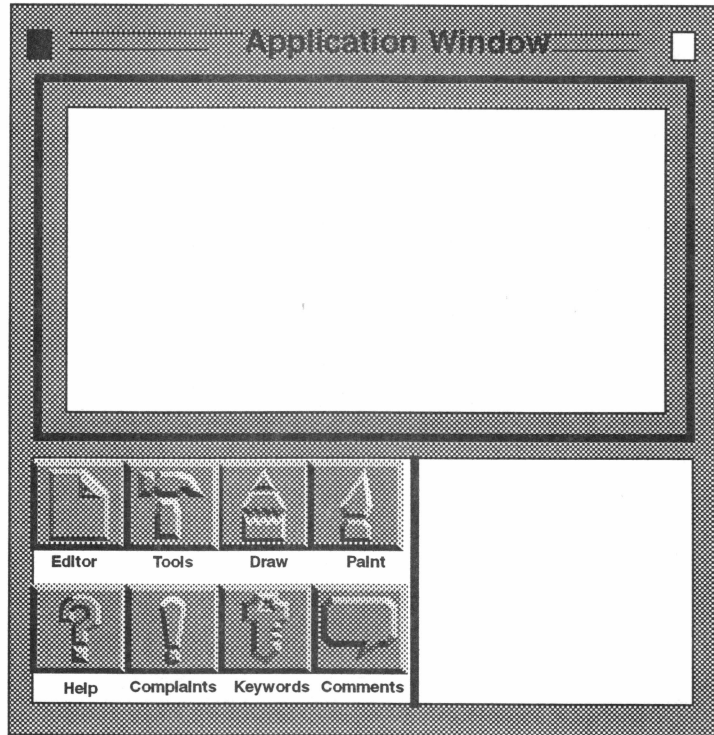 Application Window
Editor Tools Draw Paint
Help Complaints Keywords Comments